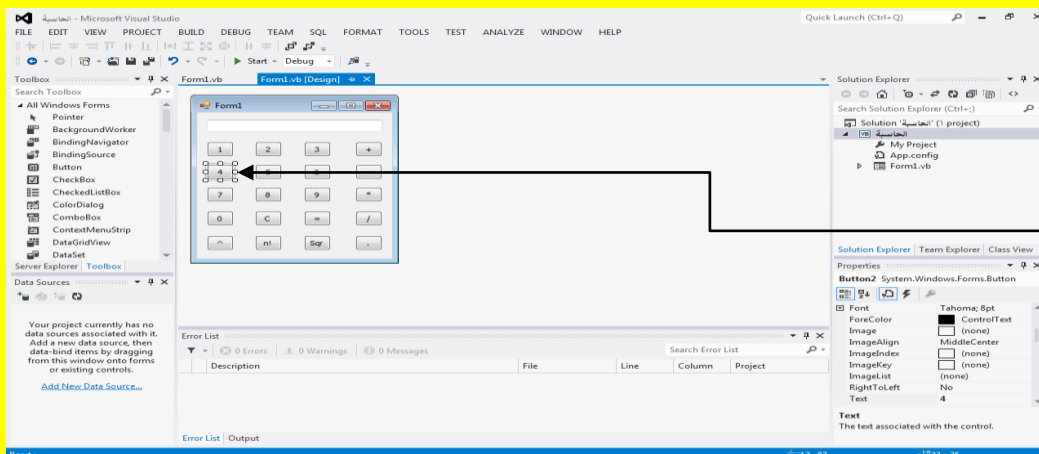 الحاسبة - Microsoft Visual Studio
Quick Launch (Ctrl+Q)
FILE EDIT VIEW PROJECT BUILD DEBUG TEAM SQL FORMAT TOOLS TEST ANALYZE WINDOW HELP
Start Debug
Toolbox
Search Toolbox
All Windows Forms
Pointer
BackgroundWorker
BindingNavigator
BindingSource
Button
CheckBox
CheckedListBox
ColorDialog
ComboBox
ContextMenuStrip
DataGridView
DataSet
Server Explorer Toolbox
Data Sources
Your project currently has no
data sources associated with it.
Add a new data source, then
data-bind items by dragging
from this window onto forms
or existing controls.
Add New Data Source...
Form1.vb Form1.vb [Design]
Form1
1 2 3 +
4
7 8 9 *
0 C = /
^ n! Sqr .
Error List
0 Errors 0 Warnings 0 Messages
Search Error List
Description File Line Column Project
Error List Output
Solution Explorer
Search Solution Explorer (Ctrl+;)
Solution 'الحاسبة' (1 project)
الحاسبة
My Project
App.config
Form1.vb
Solution Explorer Team Explorer Class View
Properties
Button2 System.Windows.Forms.Button
Font Tahoma; 8pt
ForeColor ControlText
Image (none)
ImageAlign MiddleCenter
ImageIndex (none)
ImageKey (none)
ImageList (none)
RightToLeft No
Text 4
Text
The text associated with the control.